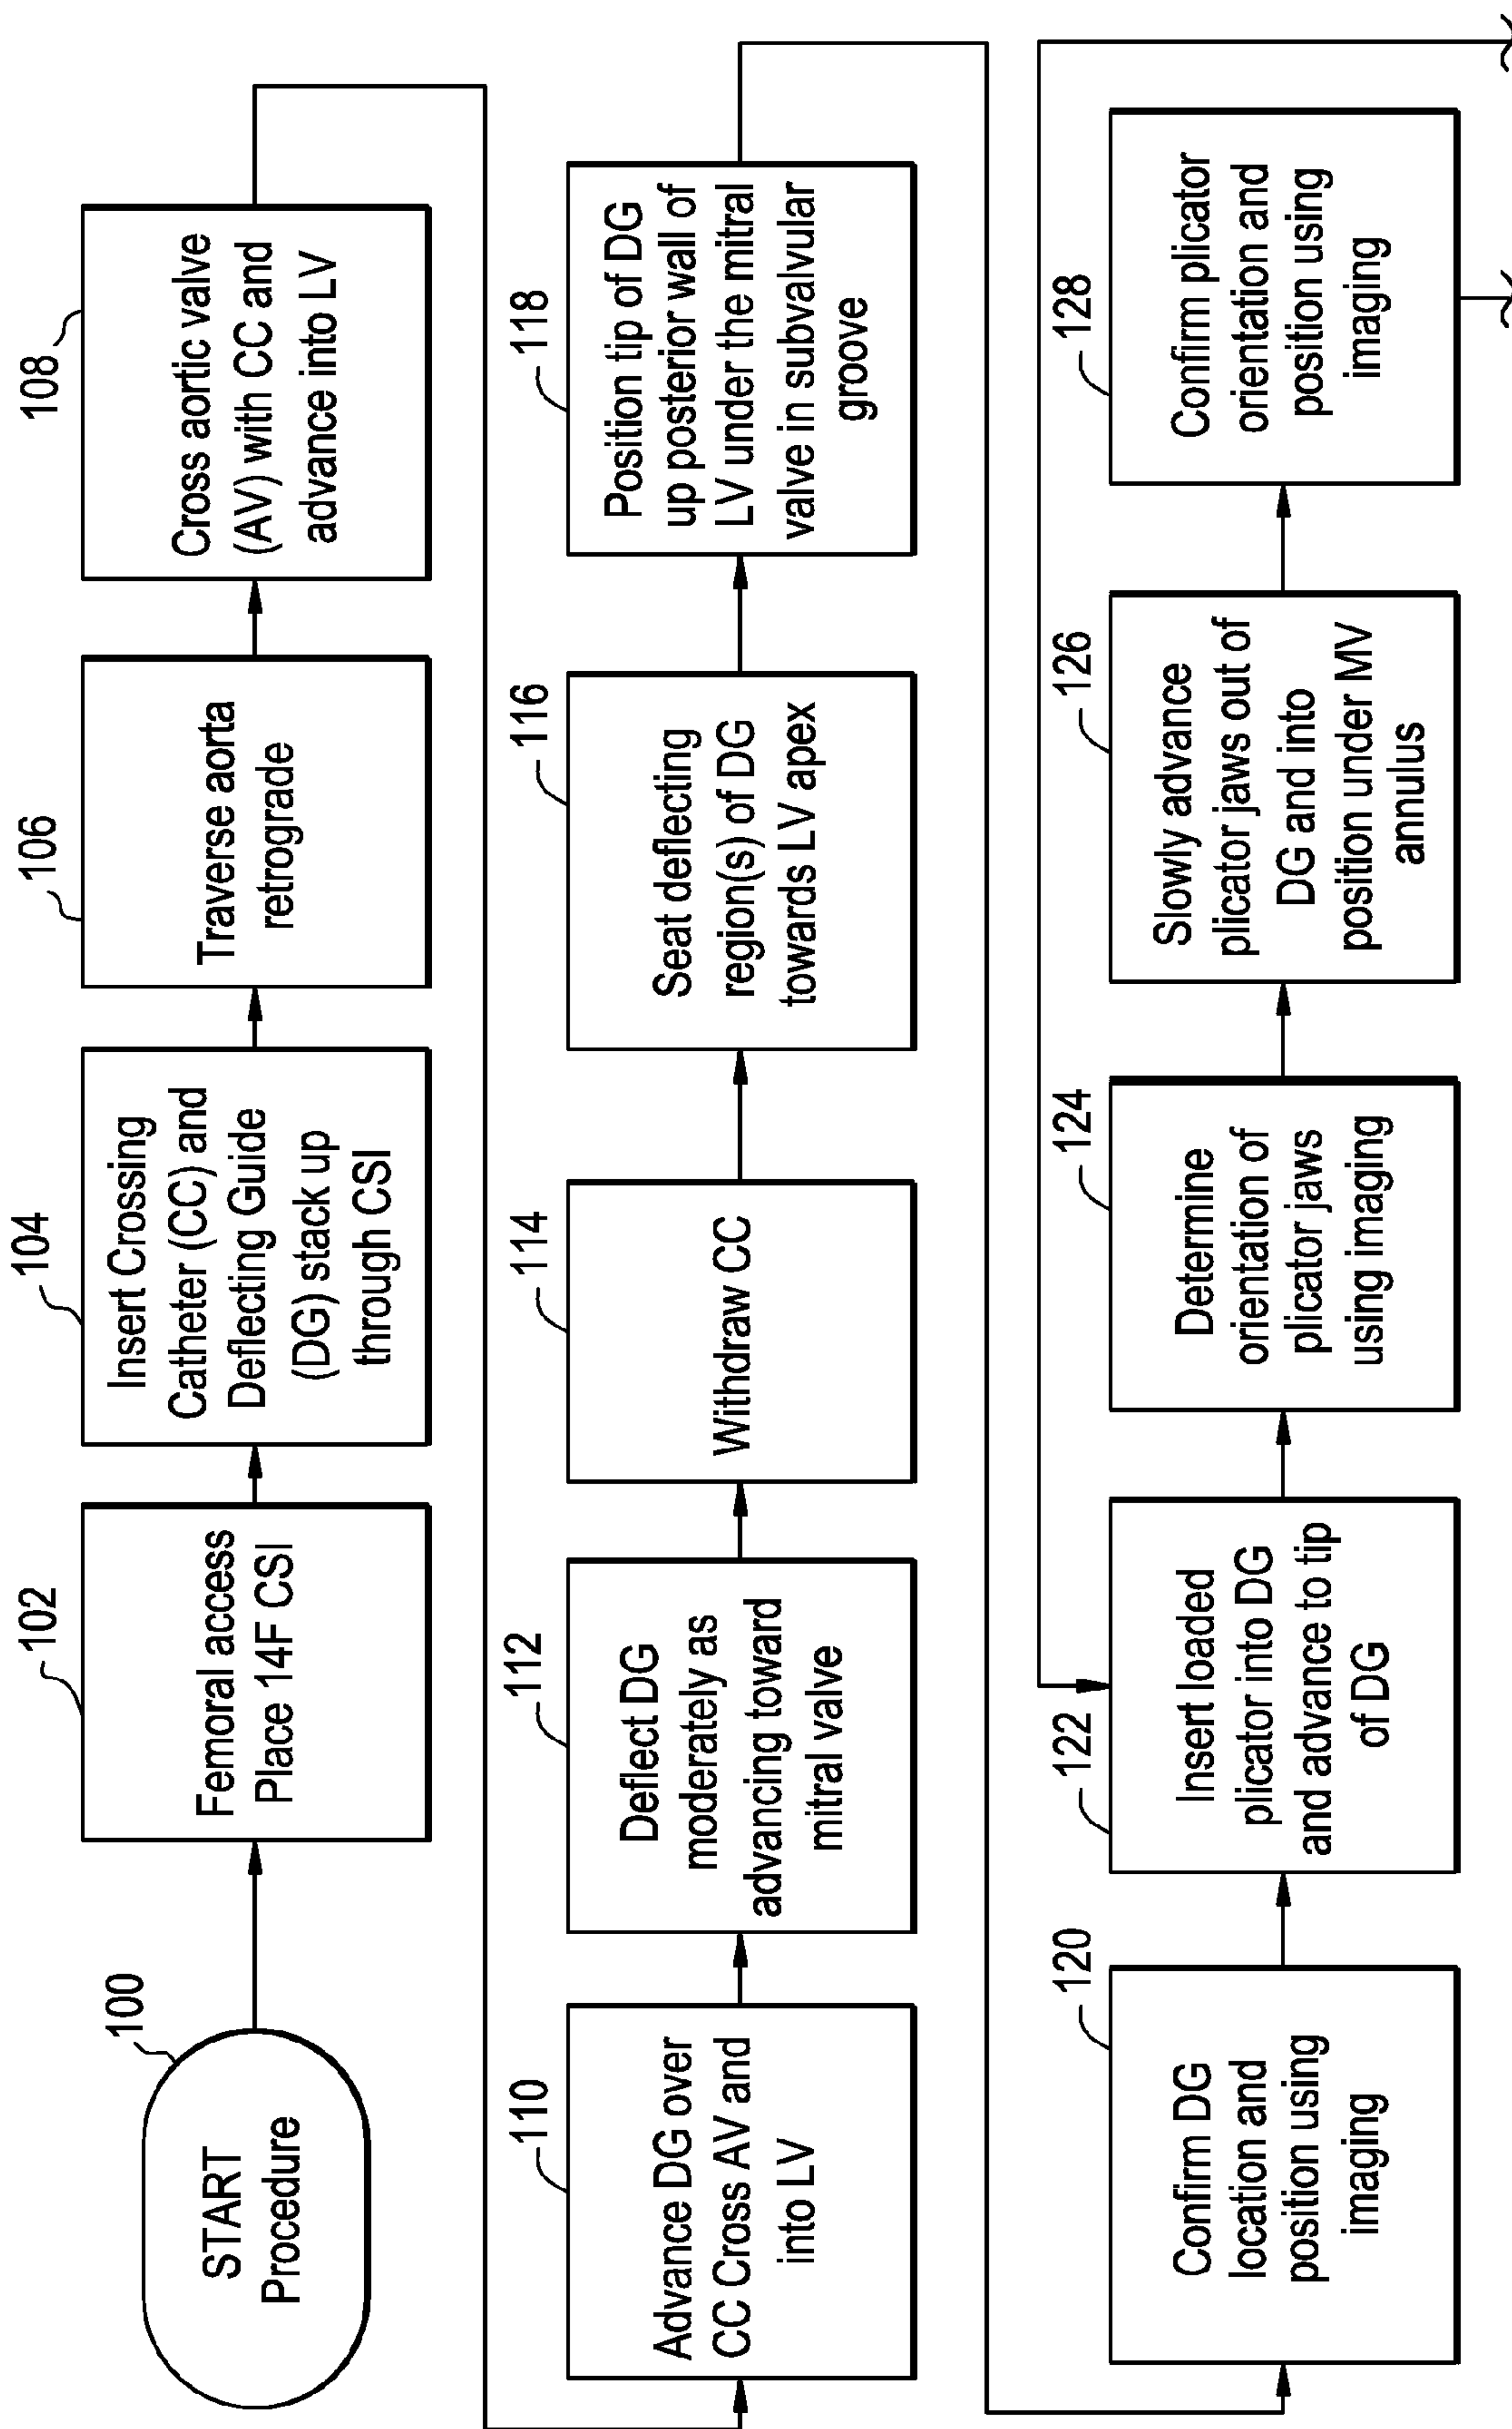 100
START
Procedure
102
Femoral access
Place 14F CSI
104
Insert Crossing
Catheter (CC) and
Deflecting Guide
(DG) stack up
through CSI
106
Traverse aorta
retrograde
108
Cross aortic valve
(AV) with CC and
advance into LV
110
Advance DG over
CC Cross AV and
into LV
112
Deflect DG
moderately as
advancing toward
mitral valve
114
Withdraw CC
116
Seat deflecting
region(s) of DG
towards LV apex
118
Position tip of DG
up posterior wall of
LV under the mitral
valve in subvalvular
groove
120
Confirm DG
location and
position using
imaging
122
Insert loaded
plicator into DG
and advance to tip
of DG
124
Determine
orientation of
plicator jaws
using imaging
126
Slowly advance
plicator jaws out of
DG and into
position under MV
annulus
128
Confirm plicator
orientation and
position using
imaging